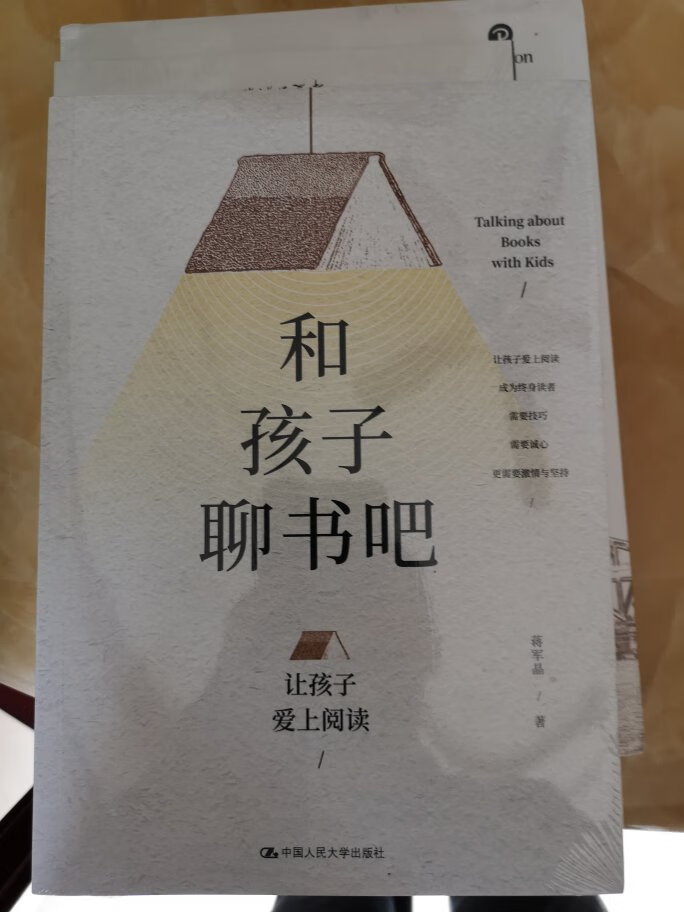 on
Talking about
Books
with Kids
/
和
孩子
聊书吧
让孩子爱上阅读
成为终身读者
需要技巧
需要诚心
更需要激情与坚持
/
让孩子
爱上阅读
/
蒋军晶 / 著
中国人民大学出版社